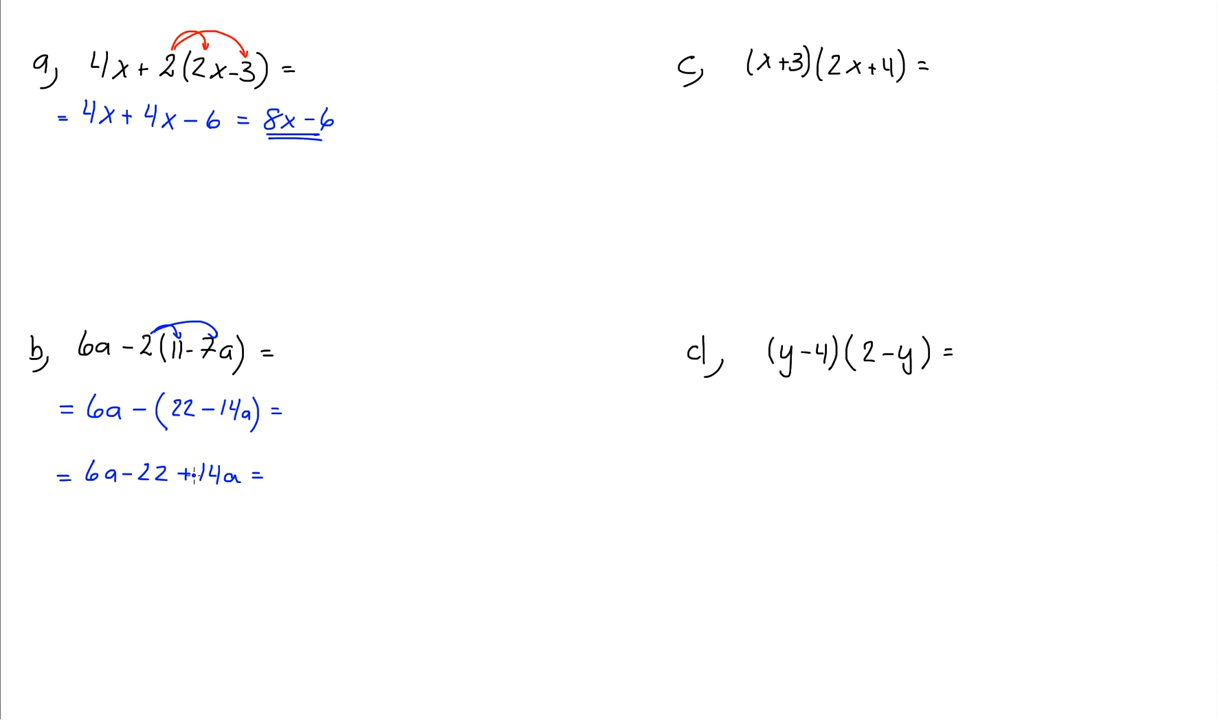 a, 4x + 2(2x-3) =
= 4x + 4x - 6 = 8x - 6
b, 6a - 2(11 - 7a) =
= 6a - (22 - 14a) =
= 6a - 22 + 14a =
c, (x+3)(2x+4) =
d, (y-4)(2-y) =